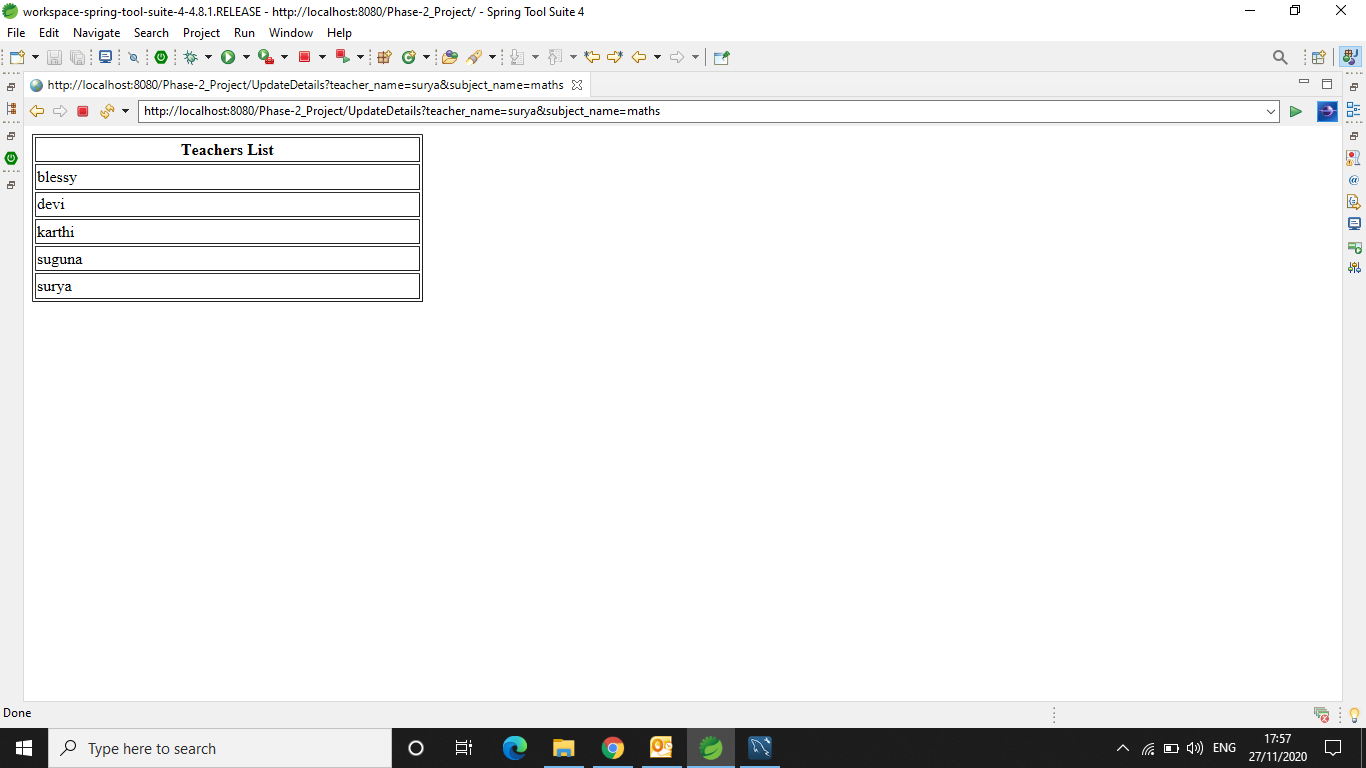 workspace-spring-tool-suite-4-4.8.1.RELEASE - http://localhost:8080/Phase-2_Project/ - Spring Tool Suite 4
File Edit Navigate Search Project Run Window Help
http://localhost:8080/Phase-2_Project/UpdateDetails?teacher_name=surya&subject_name=maths
http://localhost:8080/Phase-2_Project/UpdateDetails?teacher_name=surya&subject_name=maths
Teachers List
blessy
devi
karthi
suguna
surya
Done
Type here to search
ENG
17:57
27/11/2020